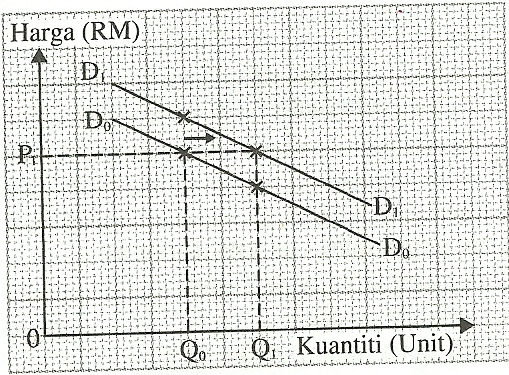 Harga (RM)
D₁
D₀
P₁
D₁
D₀
0
Q₀ Q₁ Kuantiti (Unit)